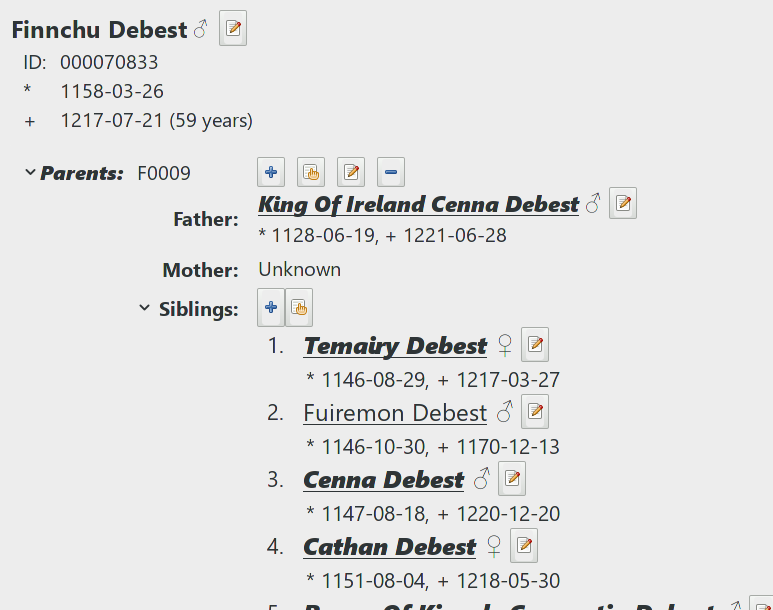 Finnchu Debest ♂
ID: 000070833
* 1158-03-26
+ 1217-07-21 (59 years)
Parents: F0009
King Of Ireland Cenna Debest ♂
Father:
* 1128-06-19, + 1221-06-28
Mother: Unknown
Siblings:
1. Temairy Debest ♀
* 1146-08-29, + 1217-03-27
2. Fuiremon Debest ♂
* 1146-10-30, + 1170-12-13
3. Cenna Debest ♂
* 1147-08-18, + 1220-12-20
4. Cathan Debest ♀
* 1151-08-04, + 1218-05-30